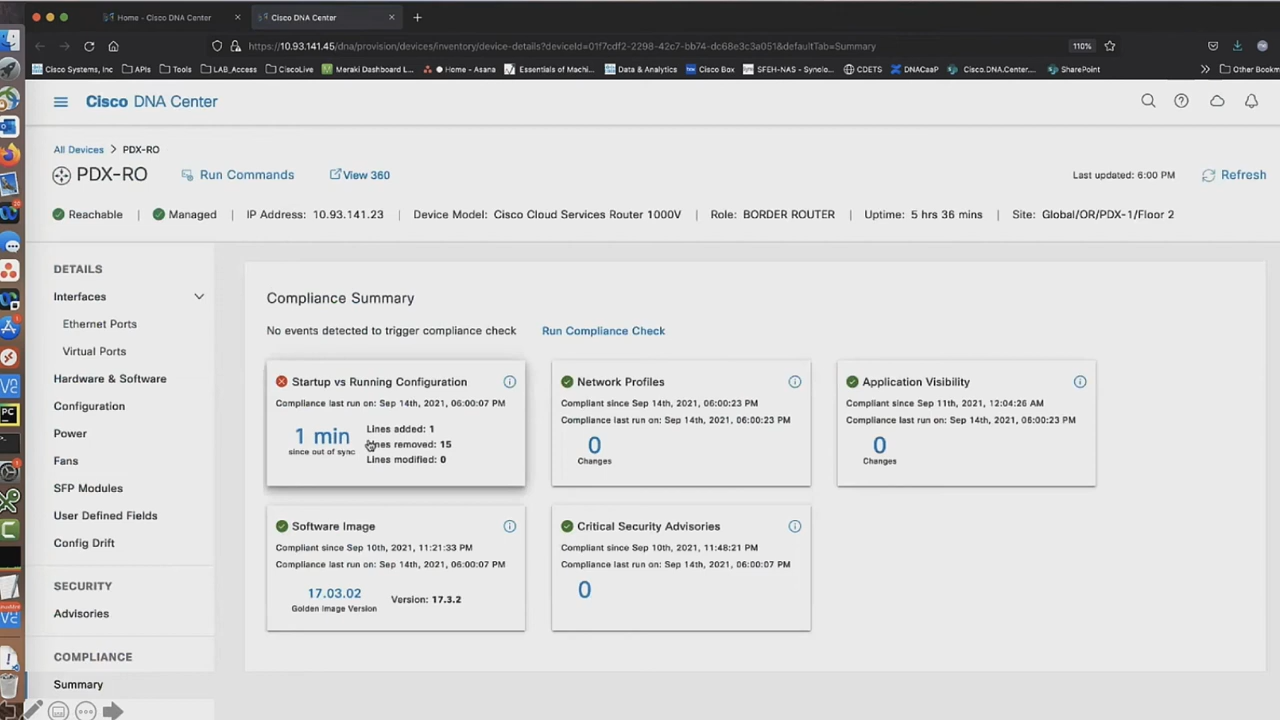 Home - Cisco DNA Center
Cisco DNA Center
https://10.93.141.45/dna/provision/devices/inventory/device-details?deviceId=01f7cdf2-2298-42c7-bb74-dc68e3c3a051&defaultTab=Summary
110%
Cisco Systems, Inc
APIs
Tools
LAB_Access
CiscoLive
Meraki Dashboard L...
Home - Asana
Essentials of Machi...
Data & Analytics
Cisco Box
SFEH-NAS - Synolo...
CDETS
DNACaaP
Cisco.DNA.Center....
SharePoint
Other Bookm
Cisco DNA Center
All Devices > PDX-RO
PDX-RO
Run Commands
View 360
Last updated: 6:00 PM
Refresh
Reachable | Managed | IP Address: 10.93.141.23 | Device Model: Cisco Cloud Services Router 1000V | Role: BORDER ROUTER | Uptime: 5 hrs 36 mins | Site: Global/OR/PDX-1/Floor 2
DETAILS
Interfaces
Ethernet Ports
Virtual Ports
Hardware & Software
Configuration
Power
Fans
SFP Modules
User Defined Fields
Config Drift
SECURITY
Advisories
COMPLIANCE
Summary
Compliance Summary
No events detected to trigger compliance check
Run Compliance Check
Startup vs Running Configuration
Compliance last run on: Sep 14th, 2021, 06:00:07 PM
1 min
since out of sync
Lines added: 1
Lines removed: 15
Lines modified: 0
Network Profiles
Compliant since Sep 14th, 2021, 06:00:23 PM
Compliance last run on: Sep 14th, 2021, 06:00:23 PM
0
Changes
Application Visibility
Compliant since Sep 11th, 2021, 12:04:26 AM
Compliance last run on: Sep 14th, 2021, 06:00:23 PM
0
Changes
Software Image
Compliant since Sep 10th, 2021, 11:21:33 PM
Compliance last run on: Sep 14th, 2021, 06:00:07 PM
17.03.02
Golden Image Version
Version: 17.3.2
Critical Security Advisories
Compliant since Sep 10th, 2021, 11:48:21 PM
Compliance last run on: Sep 14th, 2021, 06:00:07 PM
0